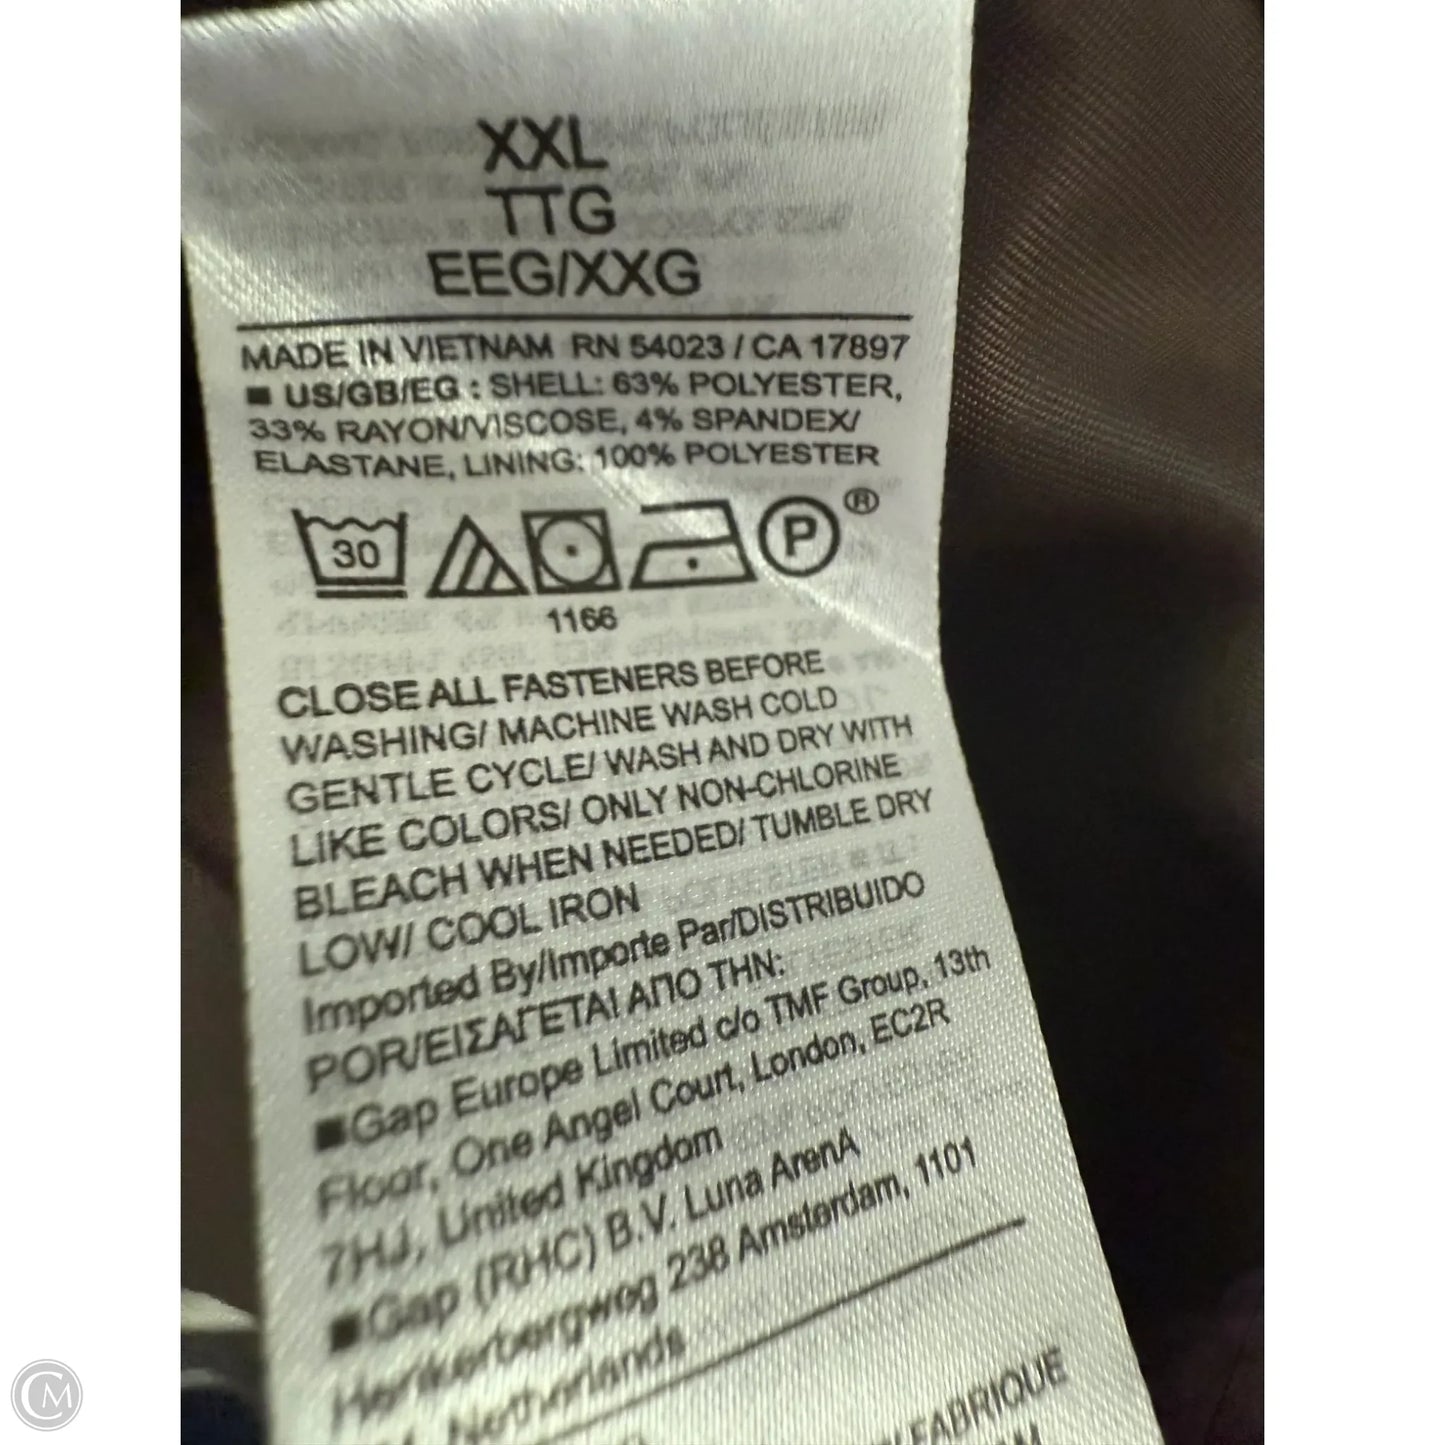 XXL
TTG
EEG/XXG
MADE IN VIETNAM RN 54023 / CA 17897
■ US/GB/EG : SHELL: 63% POLYESTER,
33% RAYON/VISCOSE, 4% SPANDEX/
ELASTANE, LINING: 100% POLYESTER
30 P ®
1166
CLOSE ALL FASTENERS BEFORE
WASHING/ MACHINE WASH COLD
GENTLE CYCLE/ WASH AND DRY WITH
LIKE COLORS/ ONLY NON-CHLORINE
BLEACH WHEN NEEDED/ TUMBLE DRY
LOW/ COOL IRON
Imported By/Importe Par/DISTRIBUIDO
POR/ΕΙΣΑΓΕΤΑΙ ΑΠΟ ΤΗΝ:
■Gap Europe Limited c/o TMF Group, 13th
Floor, One Angel Court, London, EC2R
7HJ, United Kingdom
■Gap (RHC) B.V. Luna ArenA
Herikerbergweg 238 Amsterdam, 1101
Netherlands
FABRIQUE
CM